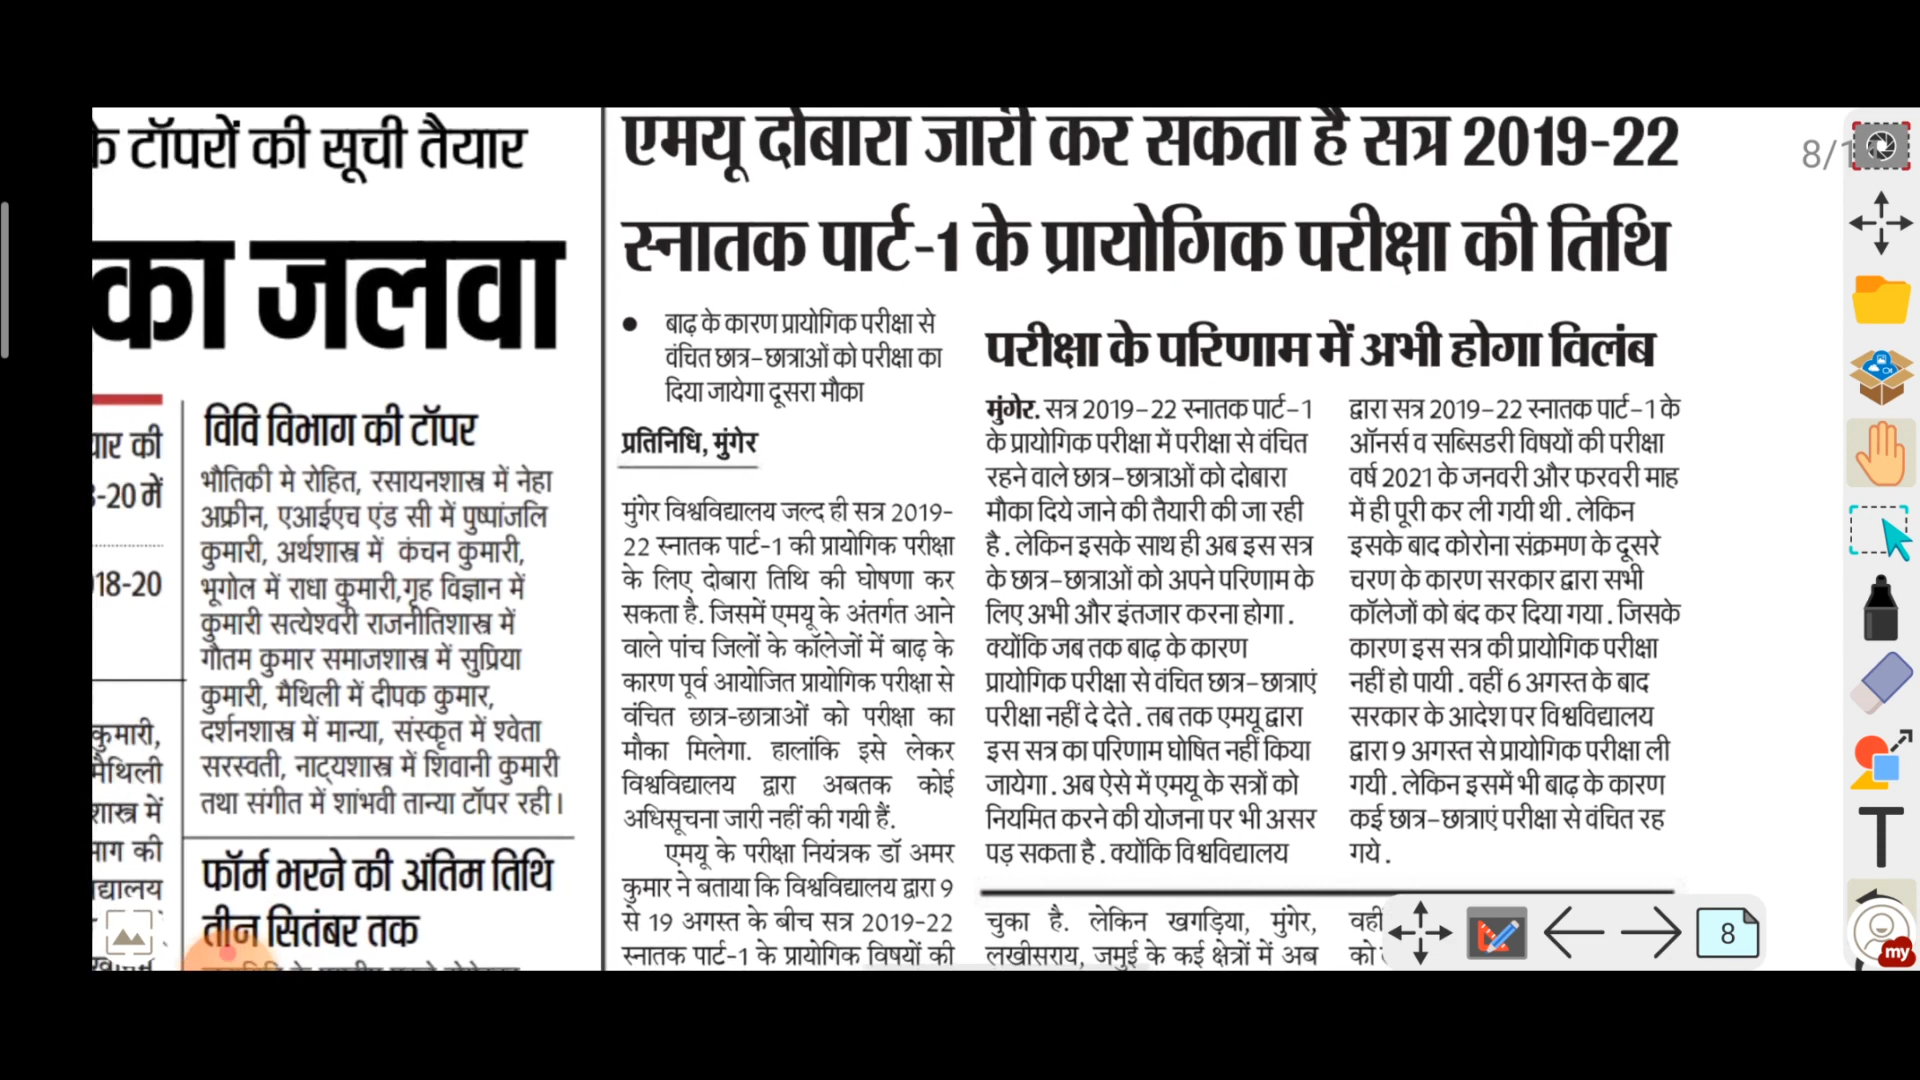 के टॉपरों की सूची तैयार
का जलवा
यार की
-20 में
018-20
कुमारी,
मैथिली
शास्त्र में
भाग की
विवि विभाग की टॉपर
भौतिकी मे रोहित, रसायनशास्त्र में नेहा
अफ्रीन, एआईएच एंड सी में पुष्पांजलि
कुमारी, अर्थशास्त्र में कंचन कुमारी,
भूगोल में राधा कुमारी,गृह विज्ञान में
कुमारी सत्येश्वरी राजनीतिशास्त्र में
गौतम कुमार समाजशास्त्र में सुप्रिया
कुमारी, मैथिली में दीपक कुमार,
दर्शनशास्त्र में मान्या, संस्कृत में श्वेता
सरस्वती, नाट्यशास्त्र में शिवानी कुमारी
तथा संगीत में शांभवी तान्या टॉपर रही।
फॉर्म भरने की अंतिम तिथि
तीन सितंबर तक
एमयू दोबारा जारी कर सकता है सत्र 2019-22
स्नातक पार्ट-1 के प्रायोगिक परीक्षा की तिथि
• बाढ़ के कारण प्रायोगिक परीक्षा से
वंचित छात्र-छात्राओं को परीक्षा का
दिया जायेगा दूसरा मौका
प्रतिनिधि, मुंगेर
मुंगेर विश्वविद्यालय जल्द ही सत्र 2019-
22 स्नातक पार्ट-1 की प्रायोगिक परीक्षा
के लिए दोबारा तिथि की घोषणा कर
सकता है. जिसमें एमयू के अंतर्गत आने
वाले पांच जिलों के कॉलेजों में बाढ़ के
कारण पूर्व आयोजित प्रायोगिक परीक्षा से
वंचित छात्र-छात्राओं को परीक्षा का
मौका मिलेगा. हालांकि इसे लेकर
विश्वविद्यालय द्वारा अबतक कोई
अधिसूचना जारी नहीं की गयी हैं.
एमयू के परीक्षा नियंत्रक डॉ अमर
कुमार ने बताया कि विश्वविद्यालय द्वारा 9
से 19 अगस्त के बीच सत्र 2019-22
स्नातक पार्ट-1 के प्रायोगिक विषयों की
परीक्षा के परिणाम में अभी होगा विलंब
मुंगेर. सत्र 2019-22 स्नातक पार्ट-1
के प्रायोगिक परीक्षा में परीक्षा से वंचित
रहने वाले छात्र-छात्राओं को दोबारा
मौका दिये जाने की तैयारी की जा रही
है. लेकिन इसके साथ ही अब इस सत्र
के छात्र-छात्राओं को अपने परिणाम के
लिए अभी और इंतजार करना होगा.
क्योंकि जब तक बाढ़ के कारण
प्रायोगिक परीक्षा से वंचित छात्र-छात्राएं
परीक्षा नहीं दे देते. तब तक एमयू द्वारा
इस सत्र का परिणाम घोषित नहीं किया
जायेगा. अब ऐसे में एमयू के सत्रों को
नियमित करने की योजना पर भी असर
पड़ सकता है. क्योंकि विश्वविद्यालय
द्वारा सत्र 2019-22 स्नातक पार्ट-1 के
ऑनर्स व सब्सिडरी विषयों की परीक्षा
वर्ष 2021 के जनवरी और फरवरी माह
में ही पूरी कर ली गयी थी. लेकिन
इसके बाद कोरोना संक्रमण के दूसरे
चरण के कारण सरकार द्वारा सभी
कॉलेजों को बंद कर दिया गया. जिसके
कारण इस सत्र की प्रायोगिक परीक्षा
नहीं हो पायी. वहीं 6 अगस्त के बाद
सरकार के आदेश पर विश्वविद्यालय
द्वारा 9 अगस्त से प्रायोगिक परीक्षा ली
गयी. लेकिन इसमें भी बाढ़ के कारण
कई छात्र-छात्राएं परीक्षा से वंचित रह
गये.
चुका है. लेकिन खगड़िया, मुंगेर,
लखीसराय, जमुई के कई क्षेत्रों में अब
वहीं
को
8/1
8
T
my